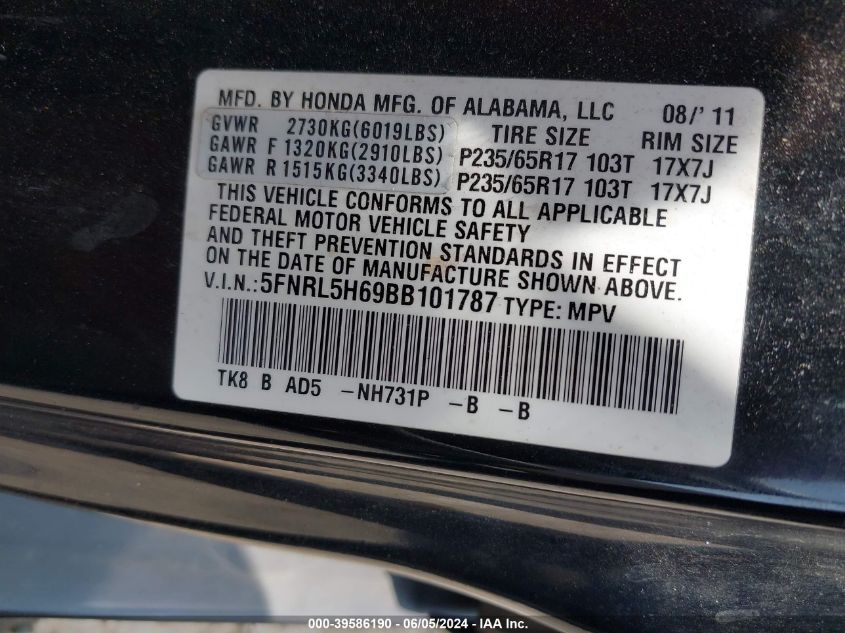 MFD. BY HONDA MFG. OF ALABAMA, LLC 08/' 11
GVWR 2730KG(6019LBS) TIRE SIZE RIM SIZE
GAWR F 1320KG(2910LBS) P235/65R17 103T 17X7J
GAWR R 1515KG(3340LBS) P235/65R17 103T 17X7J
THIS VEHICLE CONFORMS TO ALL APPLICABLE
FEDERAL MOTOR VEHICLE SAFETY
AND THEFT PREVENTION STANDARDS IN EFFECT
ON THE DATE OF MANUFACTURE SHOWN ABOVE.
V.I.N.:5FNRL5H69BB101787 TYPE: MPV
TK8 B AD5 -NH731P -B -B
000-39586190 - 06/05/2024 - IAA Inc.